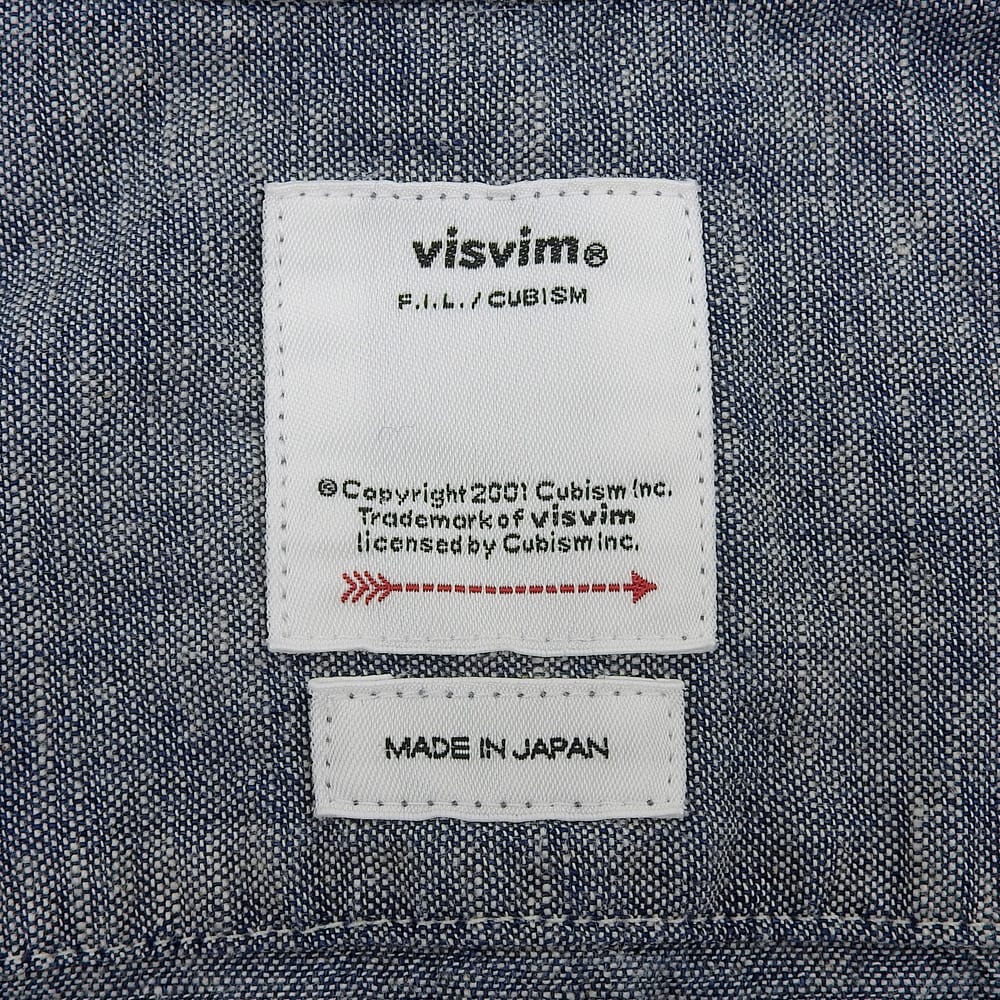 visvim®
F.I.L./CUBISM
©Copyright 2001 Cubism Inc.
Trademark of visvim
licensed by Cubism Inc.
MADE IN JAPAN